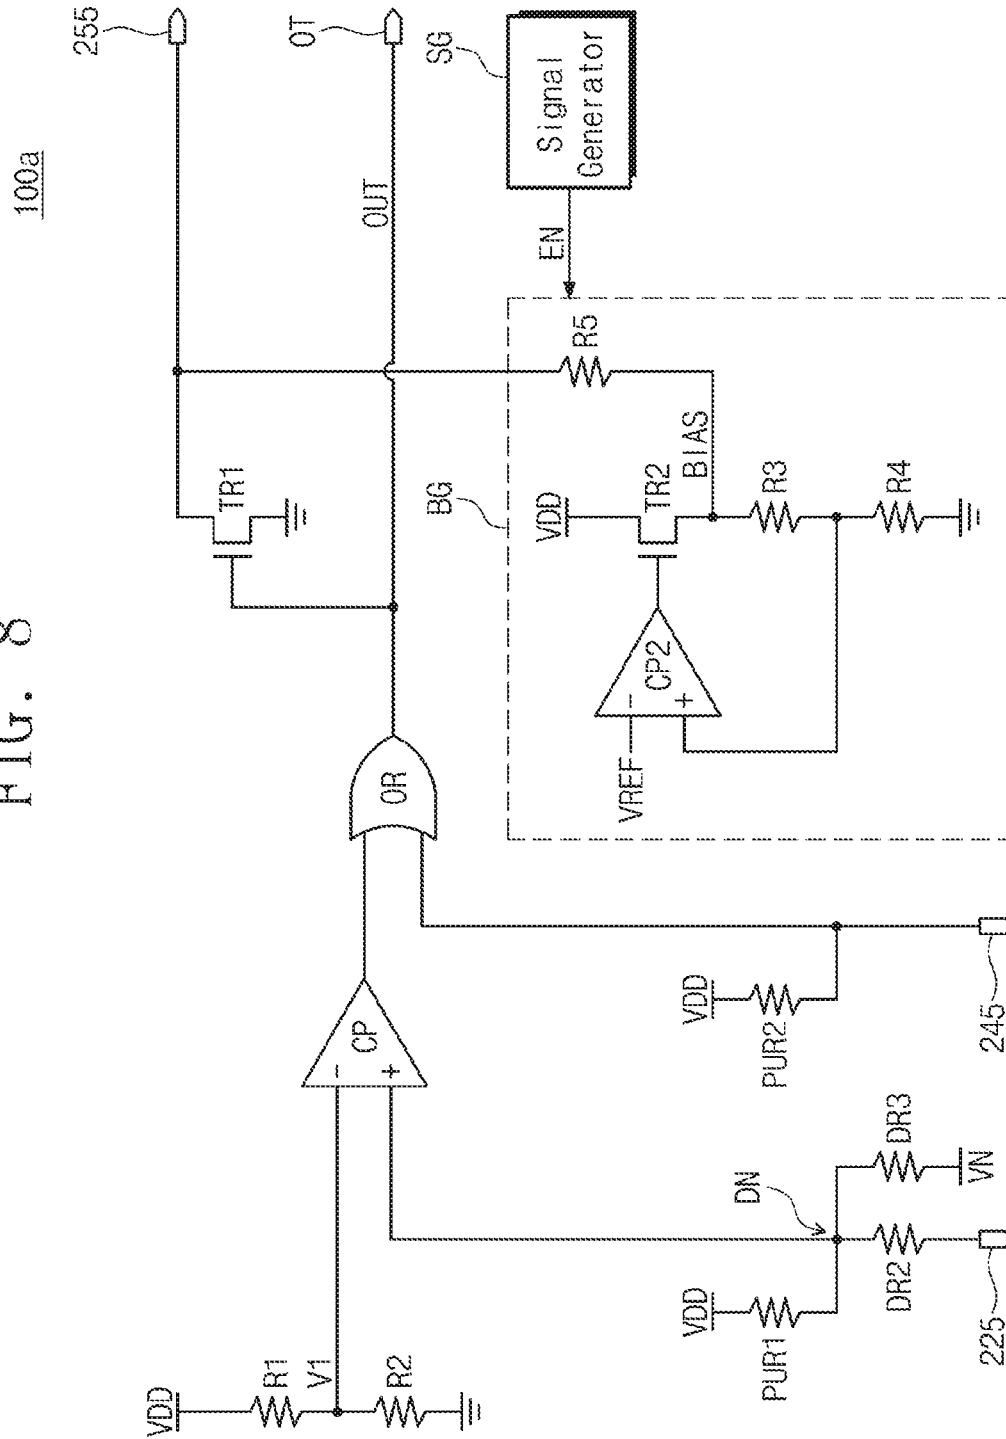 FIG. 8
100a
VDD
R1
V1
R2
CP
-
+
OR
TR1
255
OT
OUT
SG
Signal
Generator
EN
BG
R5
VDD
TR2
BIAS
CP2
-
+
VREF
R3
R4
VDD
PUR1
DN
DR2
DR3
VN
225
VDD
PUR2
245